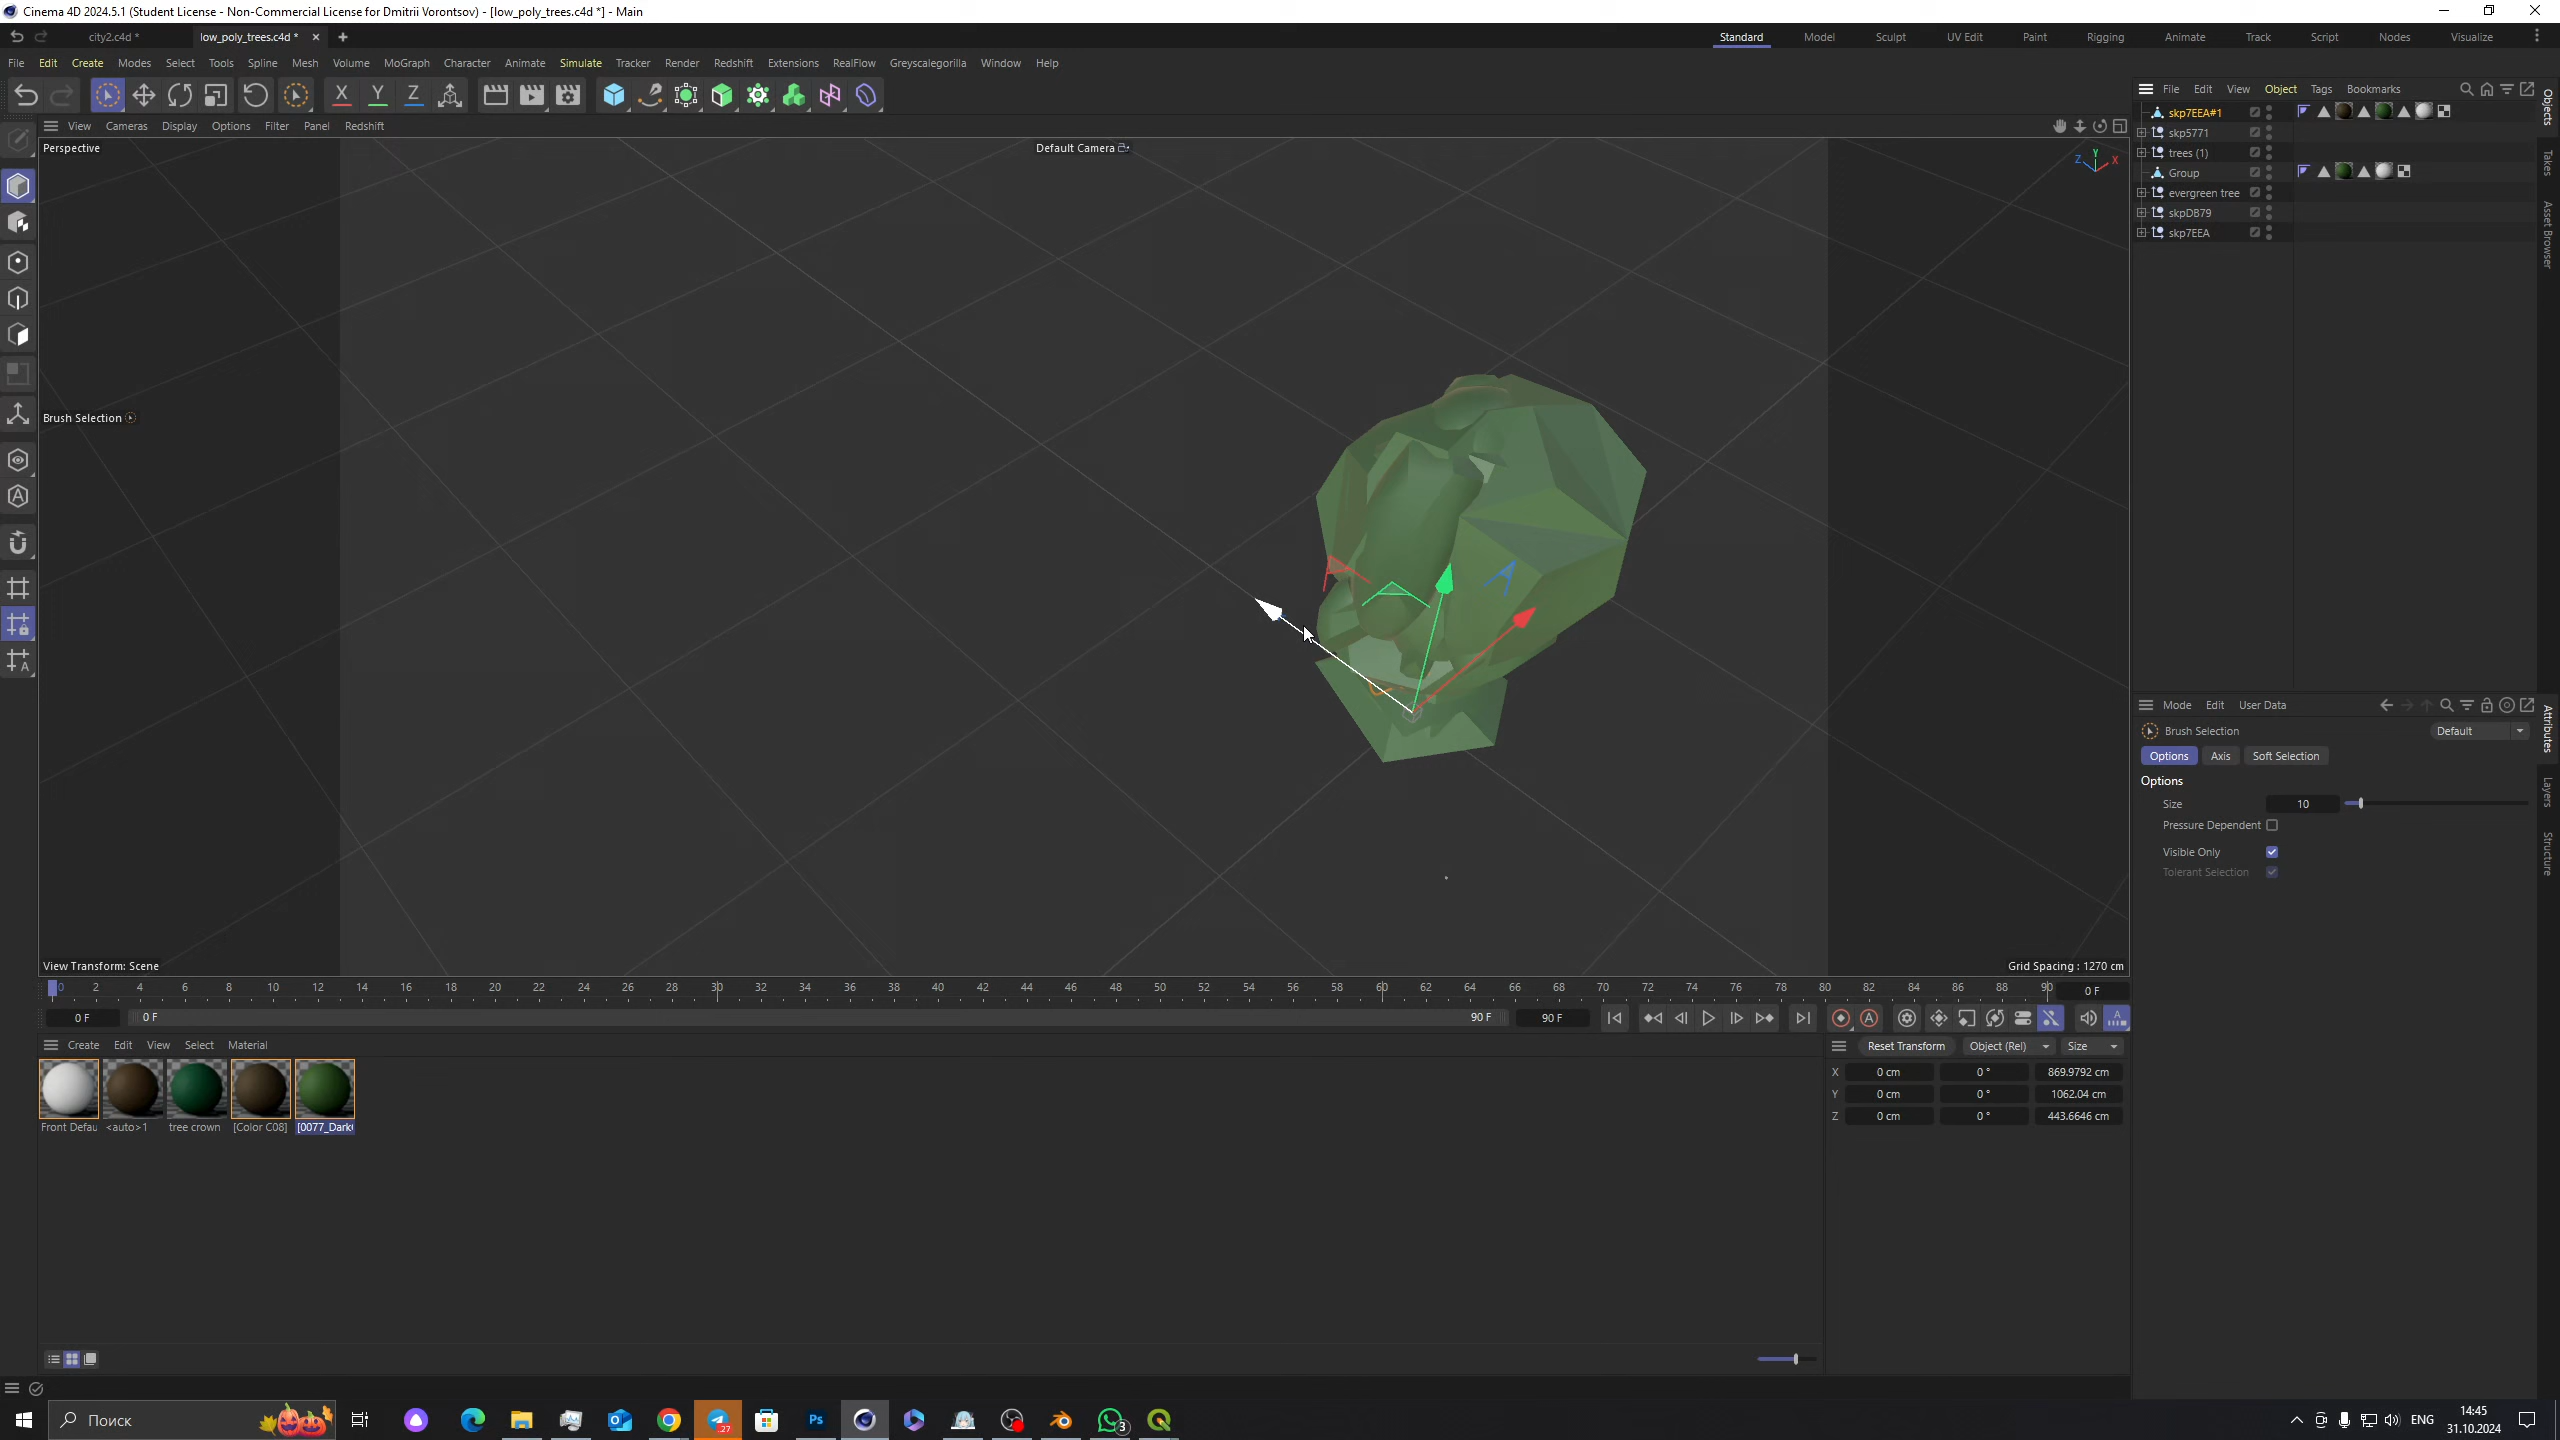 Cinema 4D 2024.5.1 (Student License - Non-Commercial License for Dmitrii Vorontsov) - [low_poly_trees.c4d *] - Main
city2.c4d *
low_poly_trees.c4d *
Standard Model Sculpt UV Edit Paint Rigging Animate Track Script Nodes Visualize
File Edit Create Modes Select Tools Spline Mesh Volume MoGraph Character Animate Simulate Tracker Render Redshift Extensions RealFlow Greyscalegorilla Window Help
X Y Z
File Edit View Object Tags Bookmarks
skp7EEA#1
skp5771
trees (1)
Group
evergreen tree
skpDB79
skp7EEA
Objects
Takes
Asset Browser
View Cameras Display Options Filter Panel Redshift
Perspective
Default Camera
Z Y X
Brush Selection
View Transform: Scene
Grid Spacing : 1270 cm
Mode Edit User Data
Brush Selection
Default
Options Axis Soft Selection
Options
Size 10
Pressure Dependent
Visible Only
Tolerant Selection
Attributes
Layers
Structure
0 2 4 6 8 10 12 14 16 18 20 22 24 26 28 30 32 34 36 38 40 42 44 46 48 50 52 54 56 58 60 62 64 66 68 70 72 74 76 78 80 82 84 86 88 90
0 F
0 F
0 F
90 F
90 F
Create Edit View Select Material
Front Defau
<auto>1
tree crown
[Color C08]
[0077_Dark
Reset Transform Object (Rel) Size
X 0 cm 0 ° 869.9792 cm
Y 0 cm 0 ° 1062.04 cm
Z 0 cm 0 ° 443.6646 cm
Поиск
27
Ps
3
ENG
14:45
31.10.2024